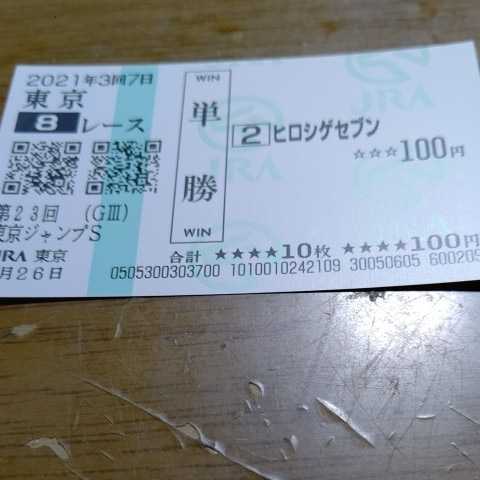 2021年3回7日
東京
8レース
第23回 (GⅢ)
東京ジャンプS
JRA 東京
月26日
WIN
単勝
WIN
2 ヒロシゲセブン
☆☆☆100円
合計 ★★★★10枚 ★★★★100円
0505300303700 1010010242109 30050605 600205
JRA
JRA